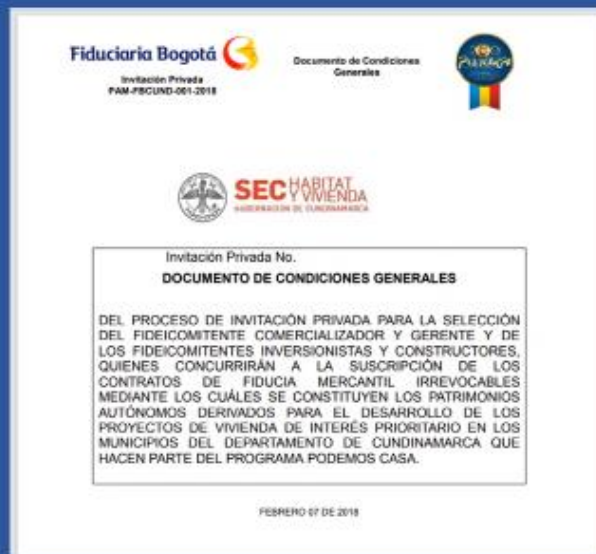 Fiduciaria Bogotá
Invitación Privada
PAM-FBCUND-001-2018
Documento de Condiciones
Generales
SEC HABITAT
Y VIVIENDA
GOBERNACIÓN DE CUNDINAMARCA
Invitación Privada No.
DOCUMENTO DE CONDICIONES GENERALES
DEL PROCESO DE INVITACIÓN PRIVADA PARA LA SELECCIÓN
DEL FIDEICOMITENTE COMERCIALIZADOR Y GERENTE Y DE
LOS FIDEICOMITENTES INVERSIONISTAS Y CONSTRUCTORES,
QUIENES CONCURRIRÁN A LA SUSCRIPCIÓN DE LOS
CONTRATOS DE FIDUCIA MERCANTIL IRREVOCABLES
MEDIANTE LOS CUÁLES SE CONSTITUYEN LOS PATRIMONIOS
AUTÓNOMOS DERIVADOS PARA EL DESARROLLO DE LOS
PROYECTOS DE VIVIENDA DE INTERÉS PRIORITARIO EN LOS
MUNICIPIOS DEL DEPARTAMENTO DE CUNDINAMARCA QUE
HACEN PARTE DEL PROGRAMA PODEMOS CASA.
FEBRERO 07 DE 2018